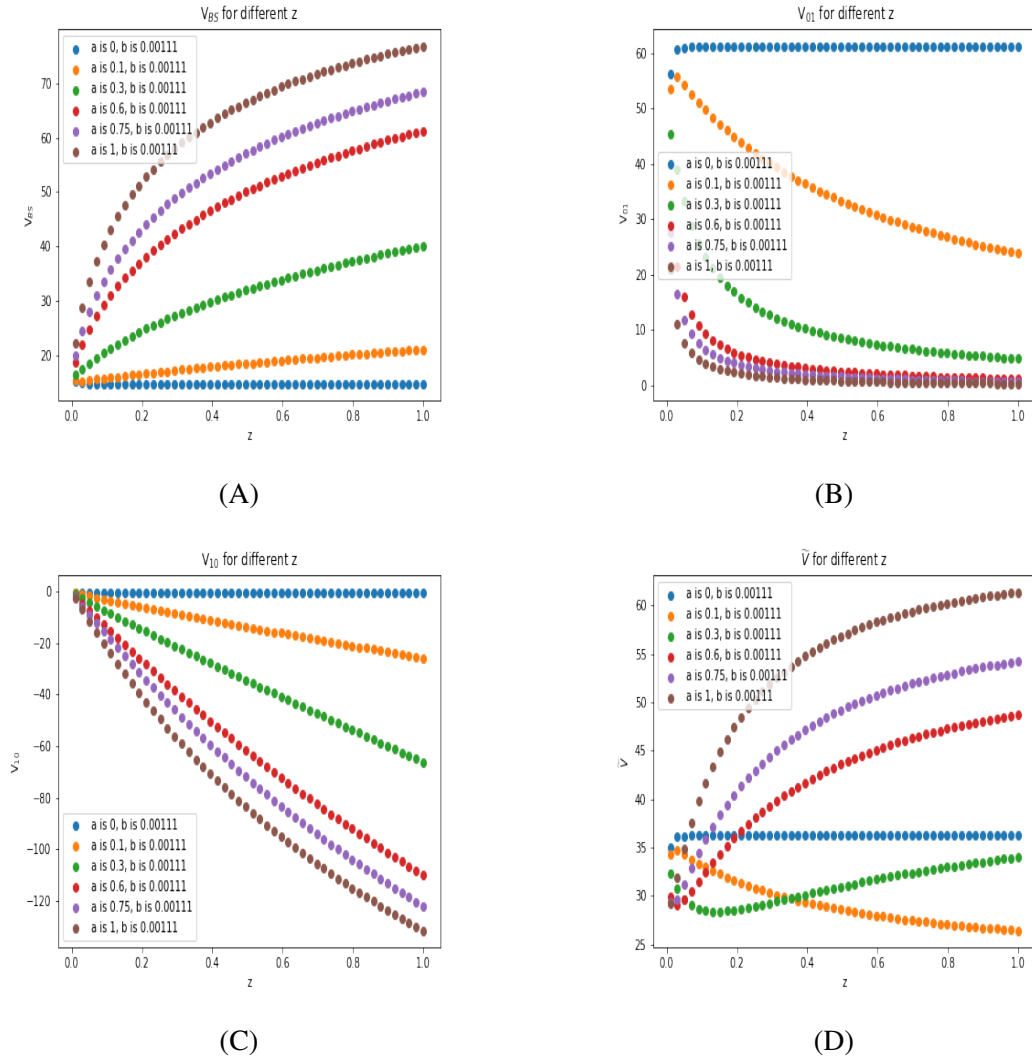 V_BS for different z
a is 0, b is 0.00111
a is 0.1, b is 0.00111
a is 0.3, b is 0.00111
a is 0.6, b is 0.00111
a is 0.75, b is 0.00111
a is 1, b is 0.00111
V_BS
70
60
50
40
30
20
0.0 0.2 0.4 0.6 0.8 1.0
z
(A)
V_01 for different z
a is 0, b is 0.00111
a is 0.1, b is 0.00111
a is 0.3, b is 0.00111
a is 0.6, b is 0.00111
a is 0.75, b is 0.00111
a is 1, b is 0.00111
V_01
60
50
40
30
20
10
0
0.0 0.2 0.4 0.6 0.8 1.0
z
(B)
V_10 for different z
a is 0, b is 0.00111
a is 0.1, b is 0.00111
a is 0.3, b is 0.00111
a is 0.6, b is 0.00111
a is 0.75, b is 0.00111
a is 1, b is 0.00111
V_10
0
−20
−40
−60
−80
−100
−120
0.0 0.2 0.4 0.6 0.8 1.0
z
(C)
Ṽ for different z
a is 0, b is 0.00111
a is 0.1, b is 0.00111
a is 0.3, b is 0.00111
a is 0.6, b is 0.00111
a is 0.75, b is 0.00111
a is 1, b is 0.00111
Ṽ
60
55
50
45
40
35
30
25
0.0 0.2 0.4 0.6 0.8 1.0
z
(D)